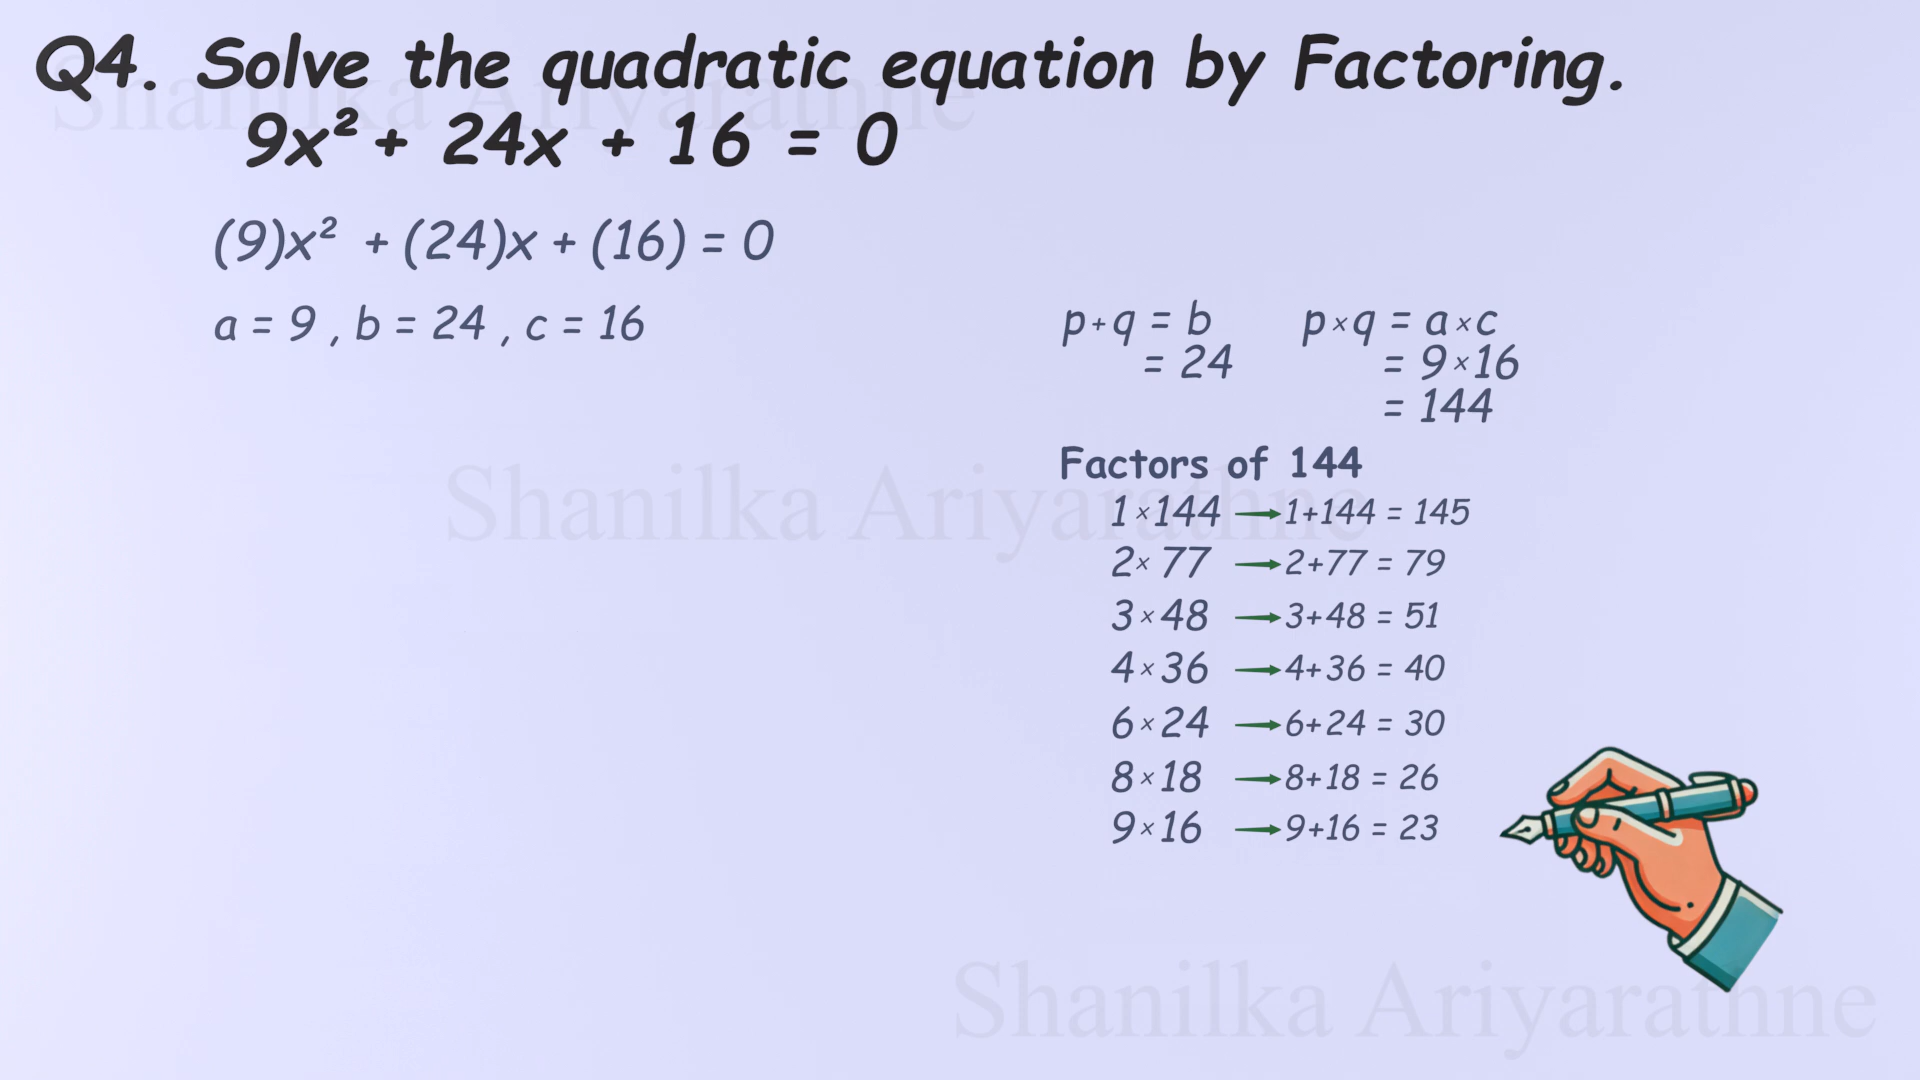 Q4. Solve the quadratic equation by Factoring.
9x² + 24x + 16 = 0
(9)x² + (24)x + (16) = 0
a = 9 , b = 24 , c = 16
p + q = b
= 24
p × q = a × c
= 9 × 16
= 144
Factors of 144
1 × 144 → 1+144 = 145
2 × 77 → 2+77 = 79
3 × 48 → 3+48 = 51
4 × 36 → 4+36 = 40
6 × 24 → 6+24 = 30
8 × 18 → 8+18 = 26
9 × 16 → 9+16 = 23
Shanilka Ariyarathne
Shanilka Ariyarathne
Shanilka Ariyarathne